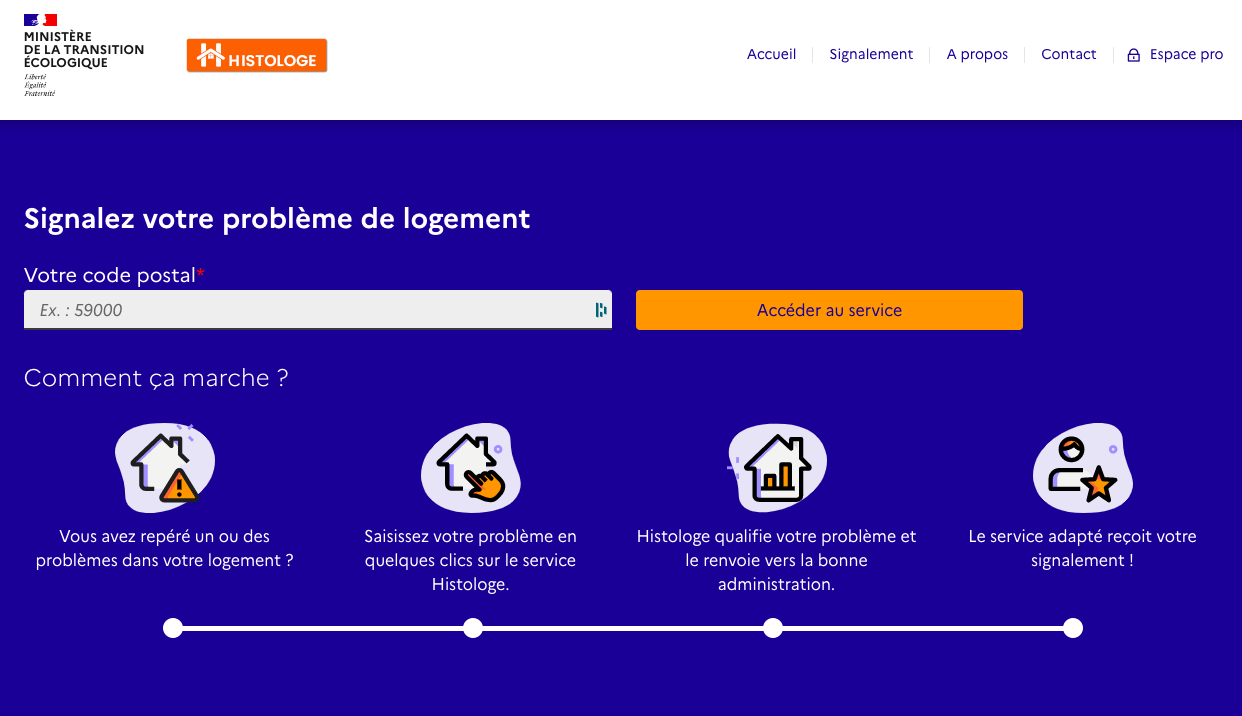 MINISTÈRE
DE LA TRANSITION
ÉCOLOGIQUE
Liberté
Égalité
Fraternité
HISTOLOGE
Accueil
Signalement
A propos
Contact
Espace pro
Signalez votre problème de logement
Votre code postal*
Ex. : 59000
Accéder au service
Comment ça marche ?
Vous avez repéré un ou des
problèmes dans votre logement ?
Saisissez votre problème en
quelques clics sur le service
Histologe.
Histologe qualifie votre problème et
le renvoie vers la bonne
administration.
Le service adapté reçoit votre
signalement !